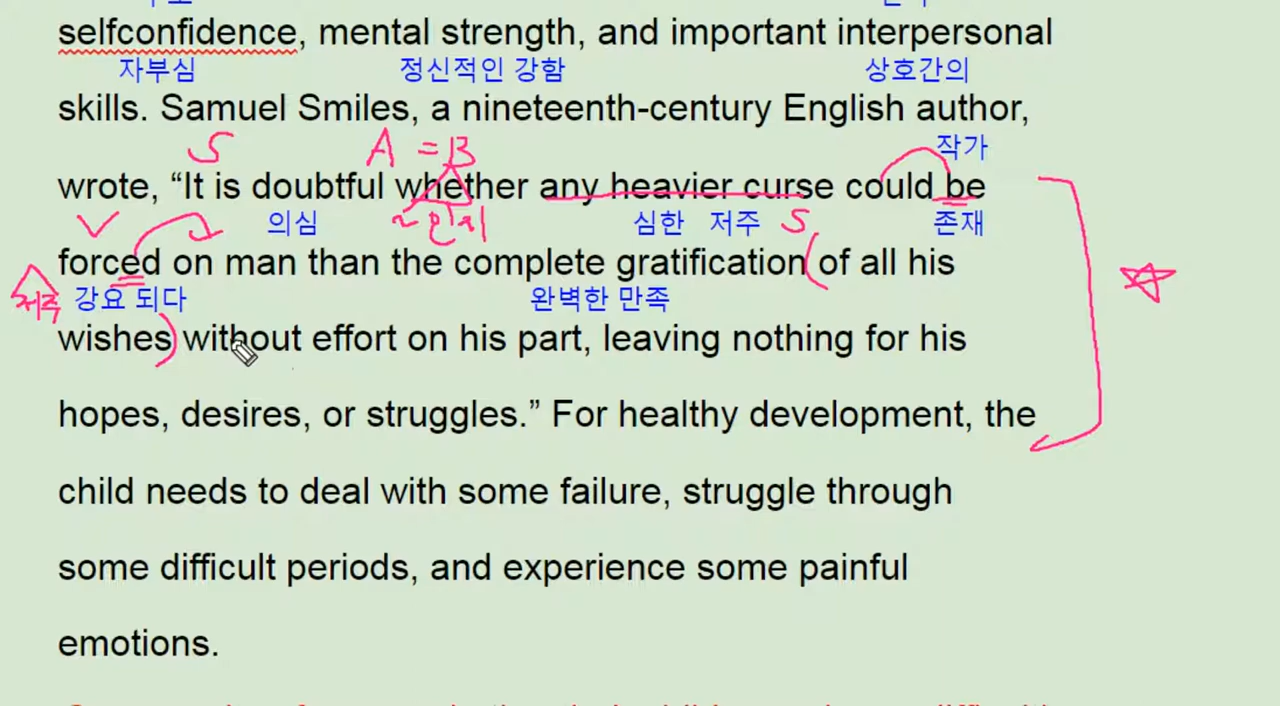 selfconfidence, mental strength, and important interpersonal
자부심 정신적인 강함 상호간의
skills. Samuel Smiles, a nineteenth-century English author,
S A = B 작가
wrote, “It is doubtful whether any heavier curse could be
의심 ~인지 심한 저주 S 존재
forced on man than the complete gratification (of all his
저주 강요 되다 완벽한 만족
wishes) without effort on his part, leaving nothing for his
hopes, desires, or struggles.” For healthy development, the
child needs to deal with some failure, struggle through
some difficult periods, and experience some painful
emotions.